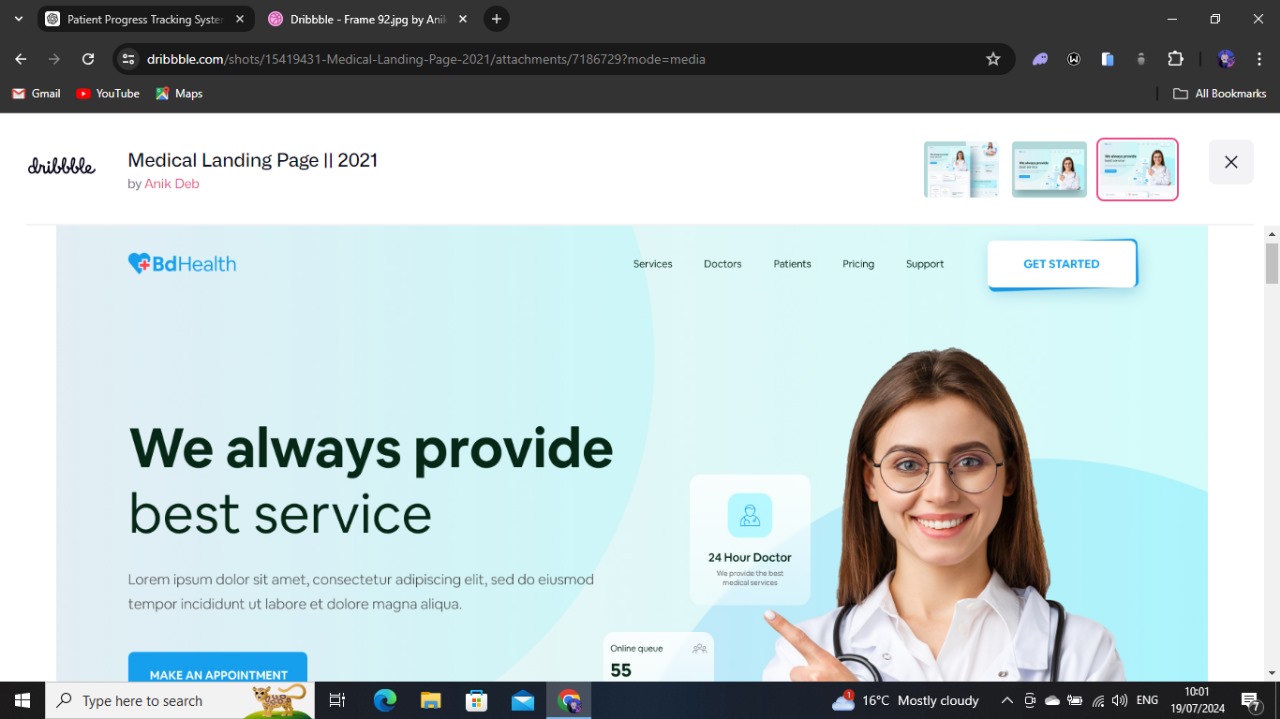 Patient Progress Tracking System
Dribbble - Frame 92.jpg by Anik
dribbble.com/shots/15419431-Medical-Landing-Page-2021/attachments/7186729?mode=media
Gmail
YouTube
Maps
All Bookmarks
dribbble
Medical Landing Page || 2021
by Anik Deb
BdHealth
Services
Doctors
Patients
Pricing
Support
GET STARTED
We always provide
best service
Lorem ipsum dolor sit amet, consectetur adipiscing elit, sed do eiusmod
tempor incididunt ut labore et dolore magna aliqua.
MAKE AN APPOINTMENT
24 Hour Doctor
We provide the best
medical services
Online queue
55
Type here to search
1
16°C Mostly cloudy
ENG
10:01
19/07/2024
7